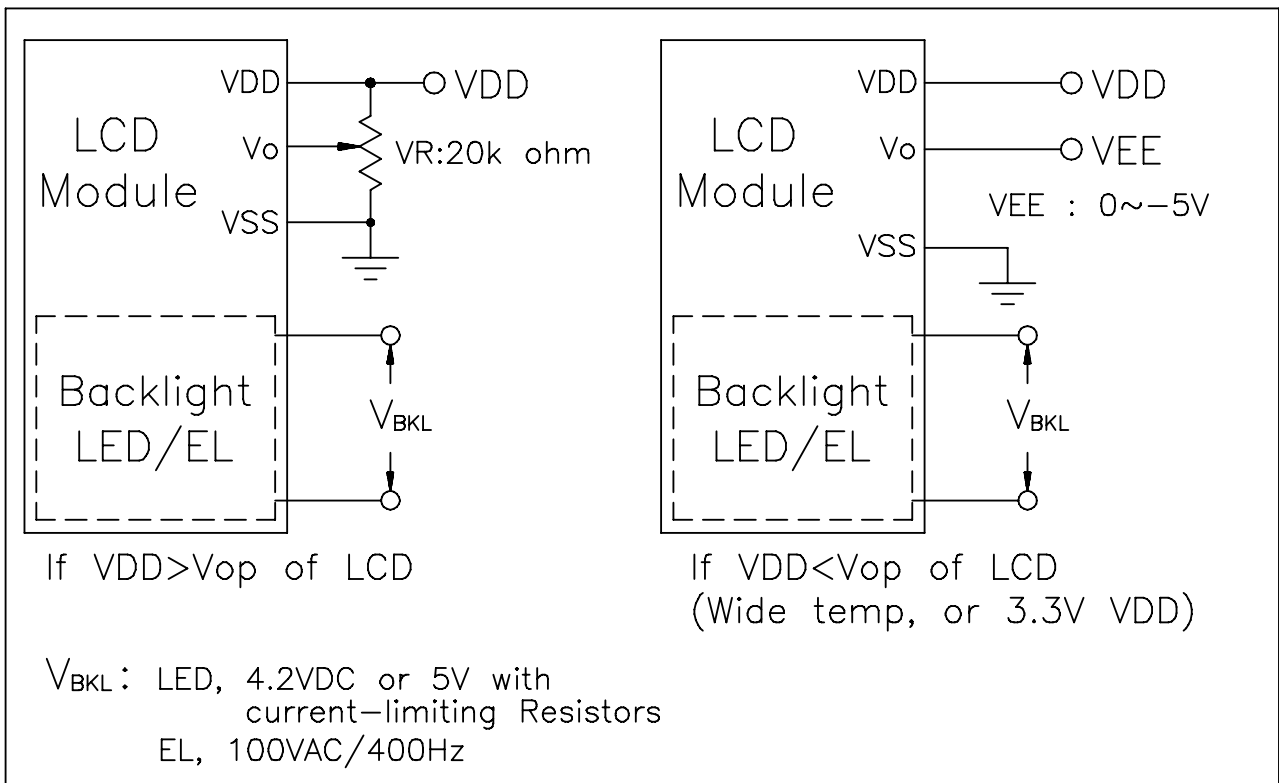 VDD
VDD
LCD
Module
Vo
VR:20k ohm
VSS
Backlight
LED/EL
VBKL
If VDD>Vop of LCD
VDD
VDD
LCD
Module
Vo
VEE
VEE : 0~-5V
VSS
Backlight
LED/EL
VBKL
If VDD<Vop of LCD
(Wide temp, or 3.3V VDD)
VBKL: LED, 4.2VDC or 5V with
current-limiting Resistors
EL, 100VAC/400Hz